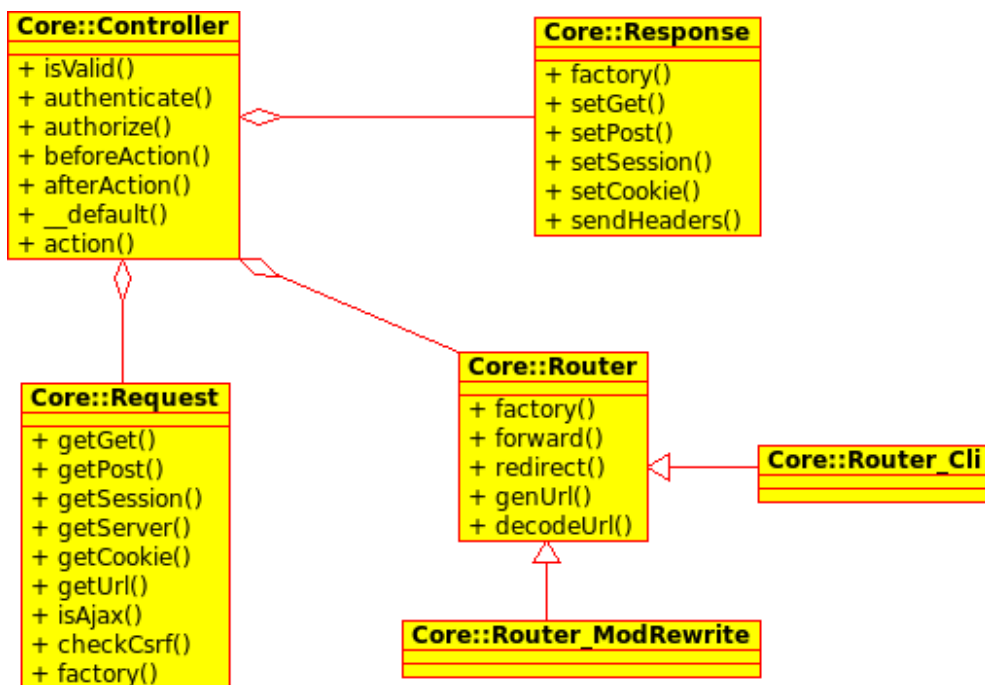 Core::Controller
+ isValid()
+ authenticate()
+ authorize()
+ beforeAction()
+ afterAction()
+ __default()
+ action()
Core::Response
+ factory()
+ setGet()
+ setPost()
+ setSession()
+ setCookie()
+ sendHeaders()
Core::Request
+ getGet()
+ getPost()
+ getSession()
+ getServer()
+ getCookie()
+ getUrl()
+ isAjax()
+ checkCsrf()
+ factory()
Core::Router
+ factory()
+ forward()
+ redirect()
+ genUrl()
+ decodeUrl()
Core::Router_Cli
Core::Router_ModRewrite